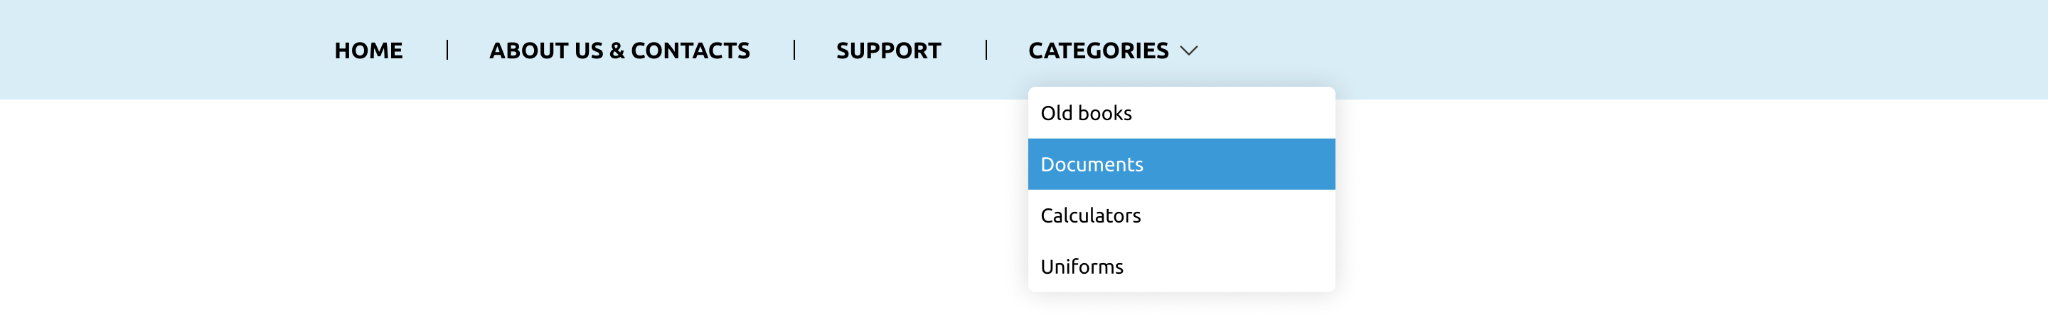 HOME | ABOUT US & CONTACTS | SUPPORT | CATEGORIES
Old books
Documents
Calculators
Uniforms